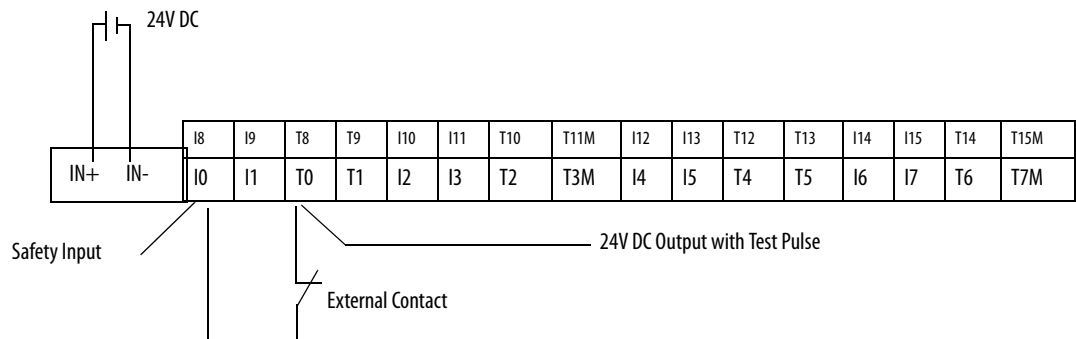 24V DC
I8 I9 T8 T9 I10 I11 T10 T11M I12 I13 T12 T13 I14 I15 T14 T15M
IN+ IN- I0 I1 T0 T1 I2 I3 T2 T3M I4 I5 T4 T5 I6 I7 T6 T7M
Safety Input
24V DC Output with Test Pulse
External Contact